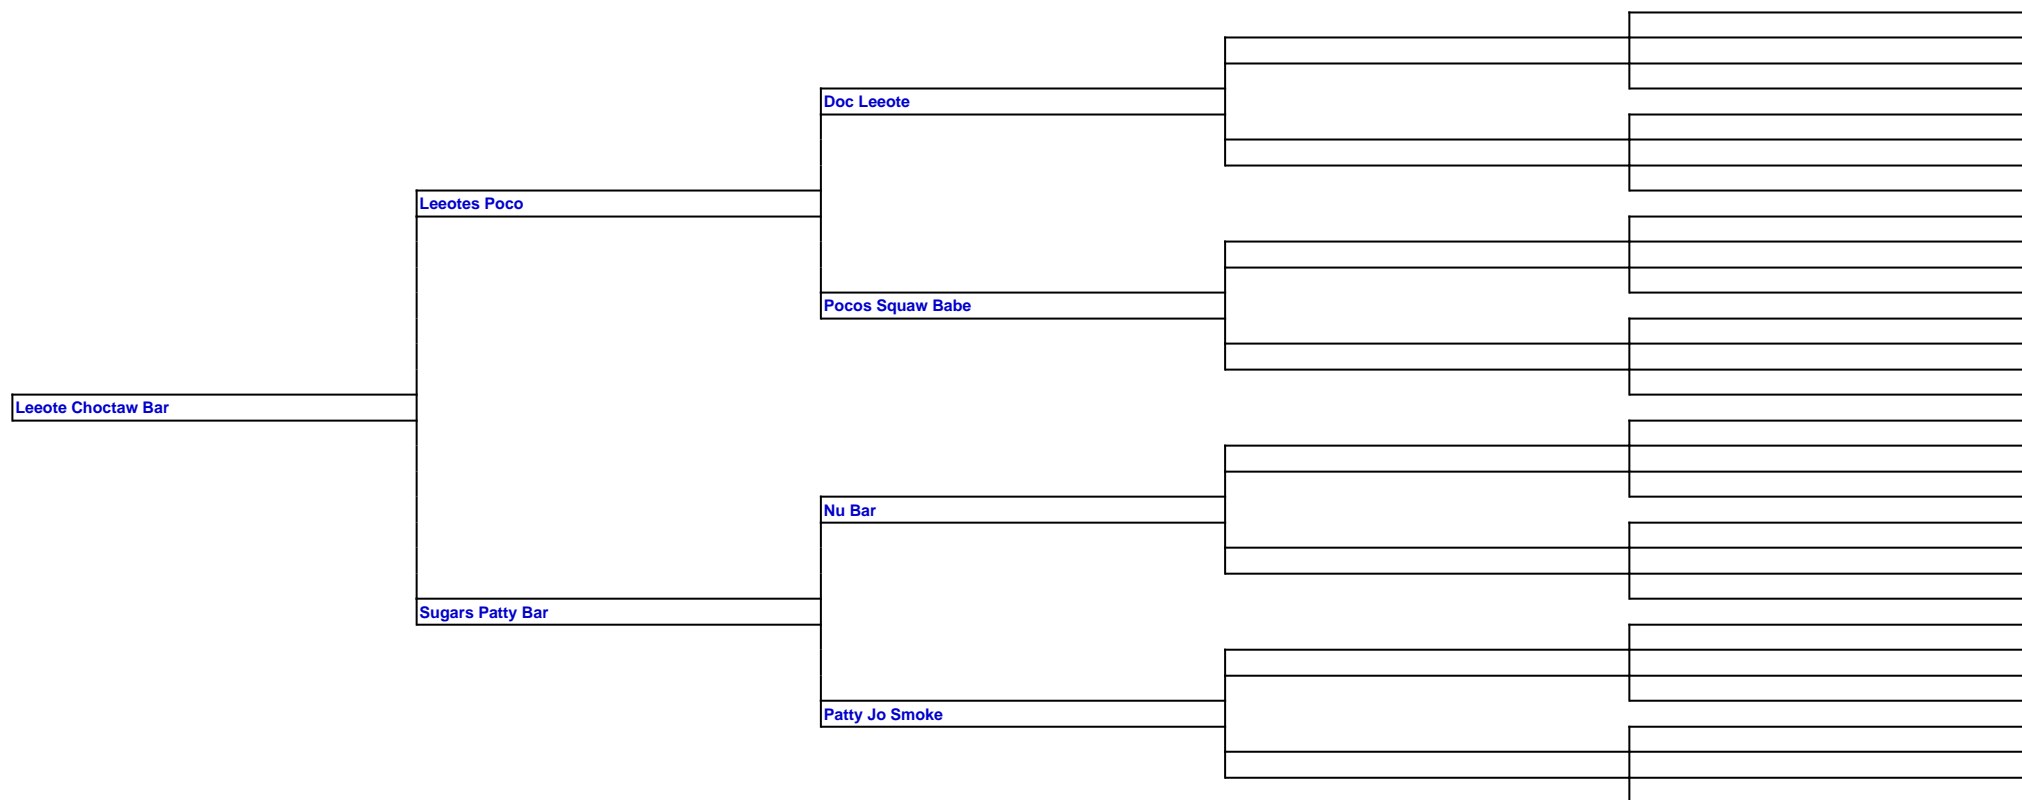 Doc Leeote
Leeotes Poco
Pocos Squaw Babe
Leeote Choctaw Bar
Nu Bar
Sugars Patty Bar
Patty Jo Smoke